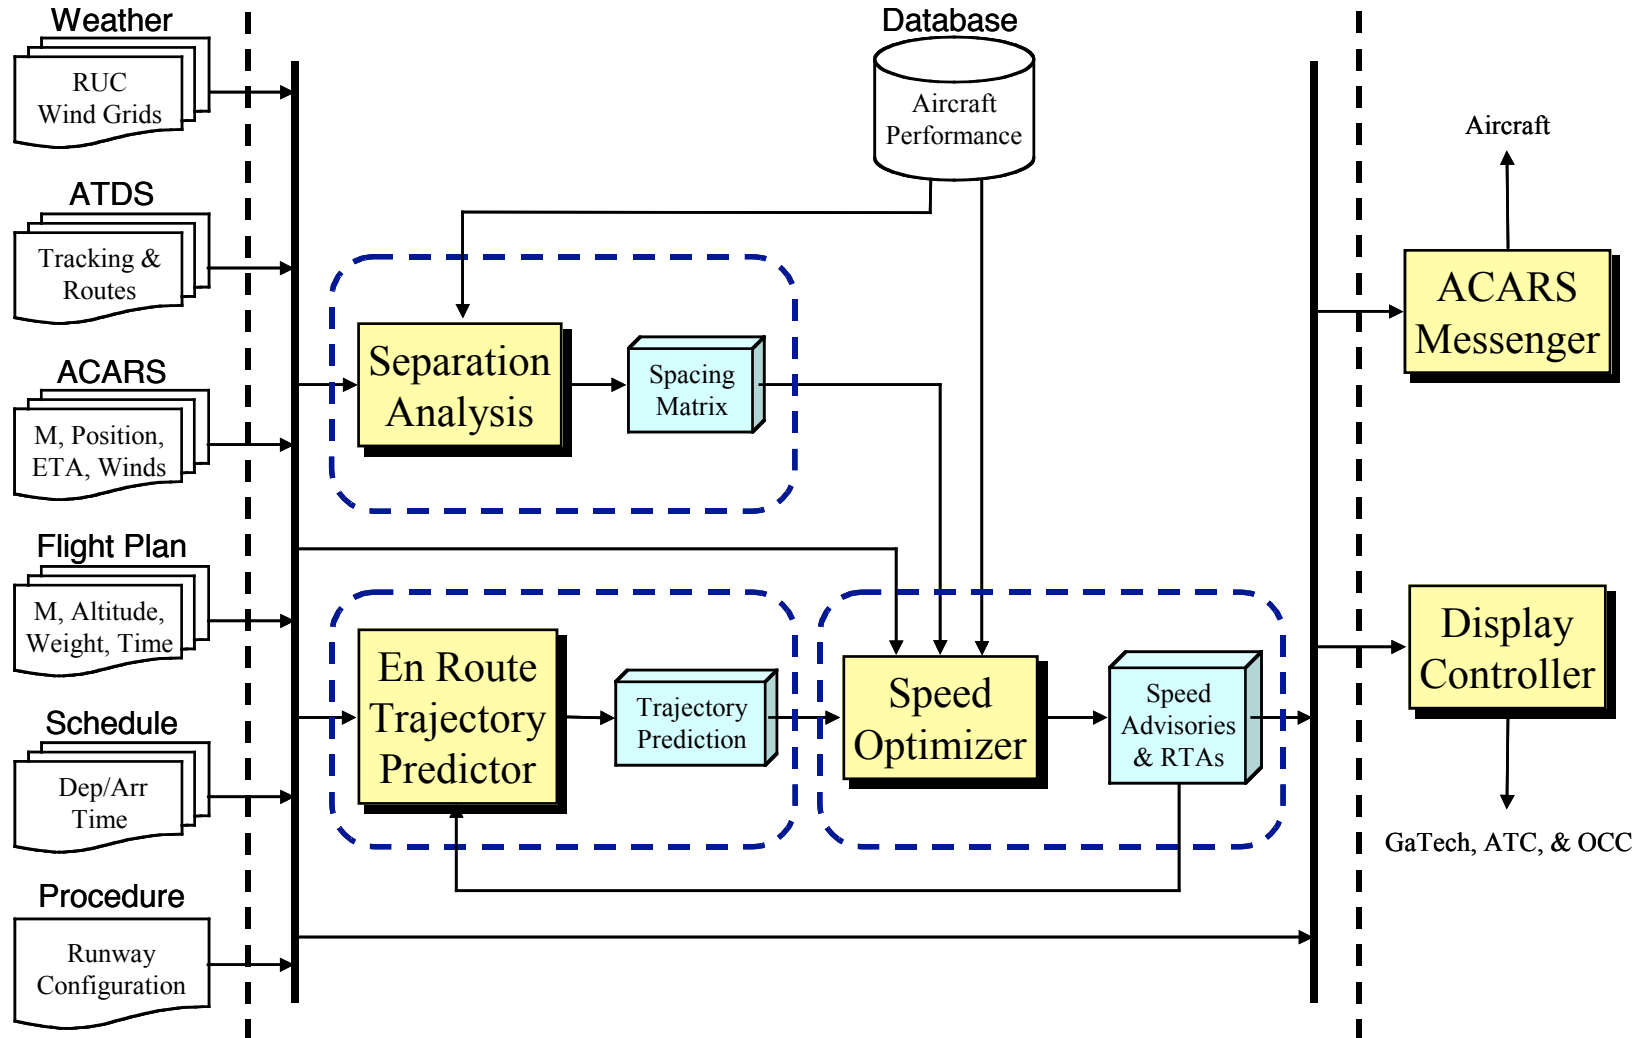 Weather
RUC
Wind Grids
ATDS
Tracking &
Routes
ACARS
M, Position,
ETA, Winds
Flight Plan
M, Altitude,
Weight, Time
Schedule
Dep/Arr
Time
Procedure
Runway
Configuration
Database
Aircraft
Performance
Separation
Analysis
Spacing
Matrix
En Route
Trajectory
Predictor
Trajectory
Prediction
Speed
Optimizer
Speed
Advisories
& RTAs
Aircraft
ACARS
Messenger
Display
Controller
GaTech, ATC, & OCC